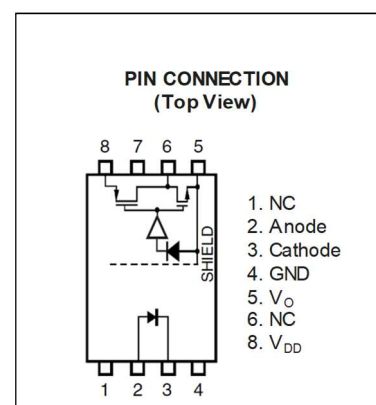 PIN CONNECTION
(Top View)
8 7 6 5
SHIELD
1 2 3 4
1. NC
2. Anode
3. Cathode
4. GND
5. VO
6. NC
8. VDD